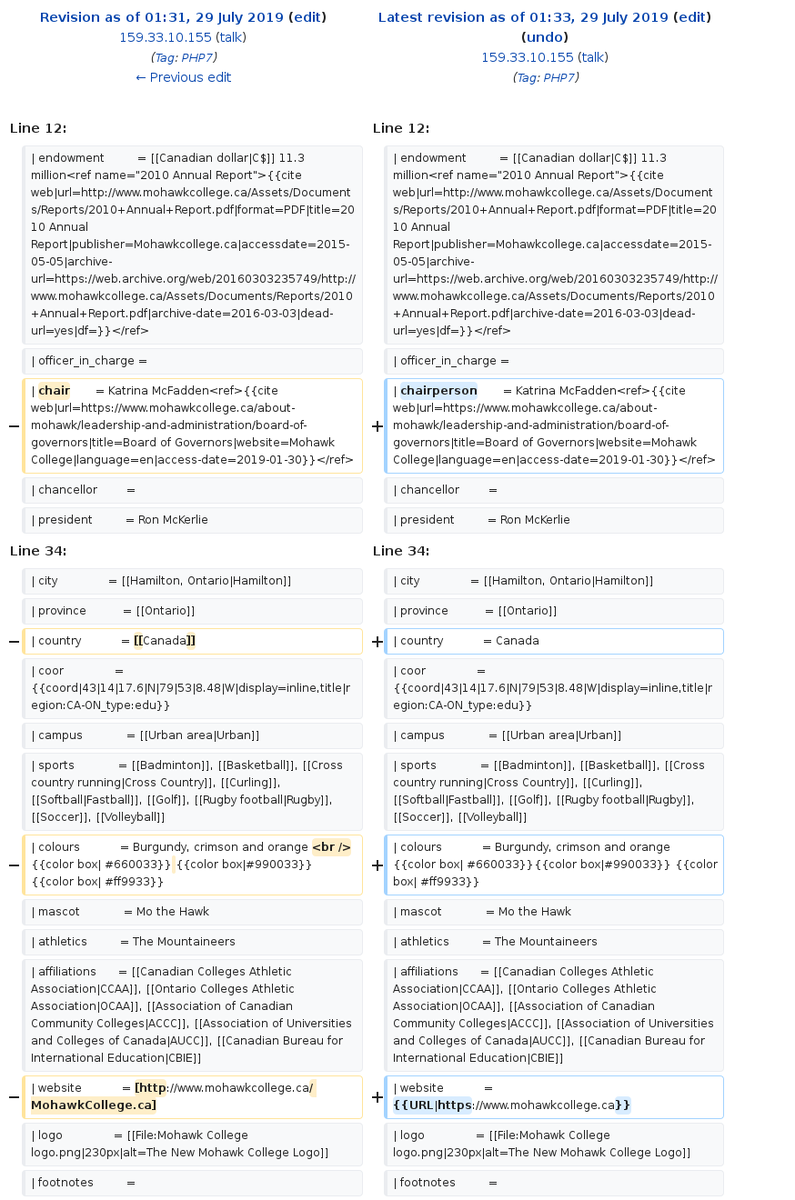 Revision as of 01:31, 29 July 2019 (edit)
159.33.10.155 (talk)
(Tag: PHP7)
← Previous edit
Latest revision as of 01:33, 29 July 2019 (edit)
(undo)
159.33.10.155 (talk)
(Tag: PHP7)
Line 12:
| endowment = [[Canadian dollar|C$]] 11.3
million<ref name="2010 Annual Report">{{cite
web|url=http://www.mohawkcollege.ca/Assets/Document
s/Reports/2010+Annual+Report.pdf|format=PDF|title=20
10 Annual
Report|publisher=Mohawkcollege.ca|accessdate=2015-
05-05|archive-
url=https://web.archive.org/web/20160303235749/http://
www.mohawkcollege.ca/Assets/Documents/Reports/2010
+Annual+Report.pdf|archive-date=2016-03-03|dead-
url=yes|df=}}</ref>
| officer_in_charge =
− | chair = Katrina McFadden<ref>{{cite
web|url=https://www.mohawkcollege.ca/about-
mohawk/leadership-and-administration/board-of-
governors|title=Board of Governors|website=Mohawk
College|language=en|access-date=2019-01-30}}</ref>
| chancellor =
| president = Ron McKerlie
Line 34:
| city = [[Hamilton, Ontario|Hamilton]]
| province = [[Ontario]]
− | country = [[Canada]]
| coor =
{{coord|43|14|17.6|N|79|53|8.48|W|display=inline,title|r
egion:CA-ON_type:edu}}
| campus = [[Urban area|Urban]]
| sports = [[Badminton]], [[Basketball]], [[Cross
country running|Cross Country]], [[Curling]],
[[Softball|Fastball]], [[Golf]], [[Rugby football|Rugby]],
[[Soccer]], [[Volleyball]]
− | colours = Burgundy, crimson and orange <br />
{{color box| #660033}} {{color box|#990033}}
{{color box| #ff9933}}
| mascot = Mo the Hawk
| athletics = The Mountaineers
| affiliations = [[Canadian Colleges Athletic
Association|CCAA]], [[Ontario Colleges Athletic
Association|OCAA]], [[Association of Canadian
Community Colleges|ACCC]], [[Association of Universities
and Colleges of Canada|AUCC]], [[Canadian Bureau for
International Education|CBIE]]
− | website = [http://www.mohawkcollege.ca/
MohawkCollege.ca]
| logo = [[File:Mohawk College
logo.png|230px|alt=The New Mohawk College Logo]]
| footnotes =
Line 12:
| endowment = [[Canadian dollar|C$]] 11.3
million<ref name="2010 Annual Report">{{cite
web|url=http://www.mohawkcollege.ca/Assets/Document
s/Reports/2010+Annual+Report.pdf|format=PDF|title=20
10 Annual
Report|publisher=Mohawkcollege.ca|accessdate=2015-
05-05|archive-
url=https://web.archive.org/web/20160303235749/http://
www.mohawkcollege.ca/Assets/Documents/Reports/2010
+Annual+Report.pdf|archive-date=2016-03-03|dead-
url=yes|df=}}</ref>
| officer_in_charge =
+ | chairperson = Katrina McFadden<ref>{{cite
web|url=https://www.mohawkcollege.ca/about-
mohawk/leadership-and-administration/board-of-
governors|title=Board of Governors|website=Mohawk
College|language=en|access-date=2019-01-30}}</ref>
| chancellor =
| president = Ron McKerlie
Line 34:
| city = [[Hamilton, Ontario|Hamilton]]
| province = [[Ontario]]
+ | country = Canada
| coor =
{{coord|43|14|17.6|N|79|53|8.48|W|display=inline,title|r
egion:CA-ON_type:edu}}
| campus = [[Urban area|Urban]]
| sports = [[Badminton]], [[Basketball]], [[Cross
country running|Cross Country]], [[Curling]],
[[Softball|Fastball]], [[Golf]], [[Rugby football|Rugby]],
[[Soccer]], [[Volleyball]]
+ | colours = Burgundy, crimson and orange
{{color box| #660033}}{{color box|#990033}} {{color
box| #ff9933}}
| mascot = Mo the Hawk
| athletics = The Mountaineers
| affiliations = [[Canadian Colleges Athletic
Association|CCAA]], [[Ontario Colleges Athletic
Association|OCAA]], [[Association of Canadian
Community Colleges|ACCC]], [[Association of Universities
and Colleges of Canada|AUCC]], [[Canadian Bureau for
International Education|CBIE]]
+ | website =
{{URL|https://www.mohawkcollege.ca}}
| logo = [[File:Mohawk College
logo.png|230px|alt=The New Mohawk College Logo]]
| footnotes =